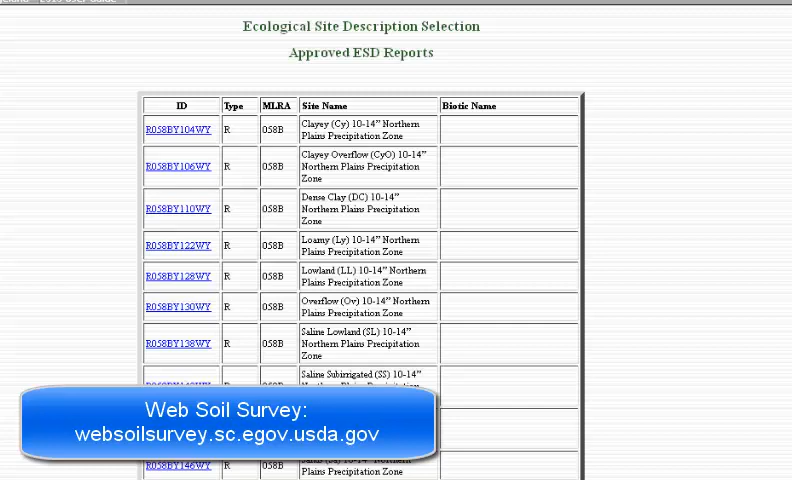 Ecological Site Description Selection
Approved ESD Reports
ID Type MLRA Site Name Biotic Name
R058BY104WY R 058B Clayey (Cy) 10-14" Northern
Plains Precipitation Zone
R058BY106WY R 058B Clayey Overflow (CyO) 10-14"
Northern Plains Precipitation
Zone
R058BY110WY R 058B Dense Clay (DC) 10-14"
Northern Plains Precipitation
Zone
R058BY122WY R 058B Loamy (Ly) 10-14" Northern
Plains Precipitation Zone
R058BY128WY R 058B Lowland (LL) 10-14" Northern
Plains Precipitation Zone
R058BY130WY R 058B Overflow (Ov) 10-14" Northern
Plains Precipitation Zone
R058BY138WY R 058B Saline Lowland (SL) 10-14"
Northern Plains Precipitation
Zone
Saline Subirrigated (SS) 10-14"
Web Soil Survey:
websoilsurvey.sc.egov.usda.gov
R058BY146WY R 058B
Plains Precipitation Zone